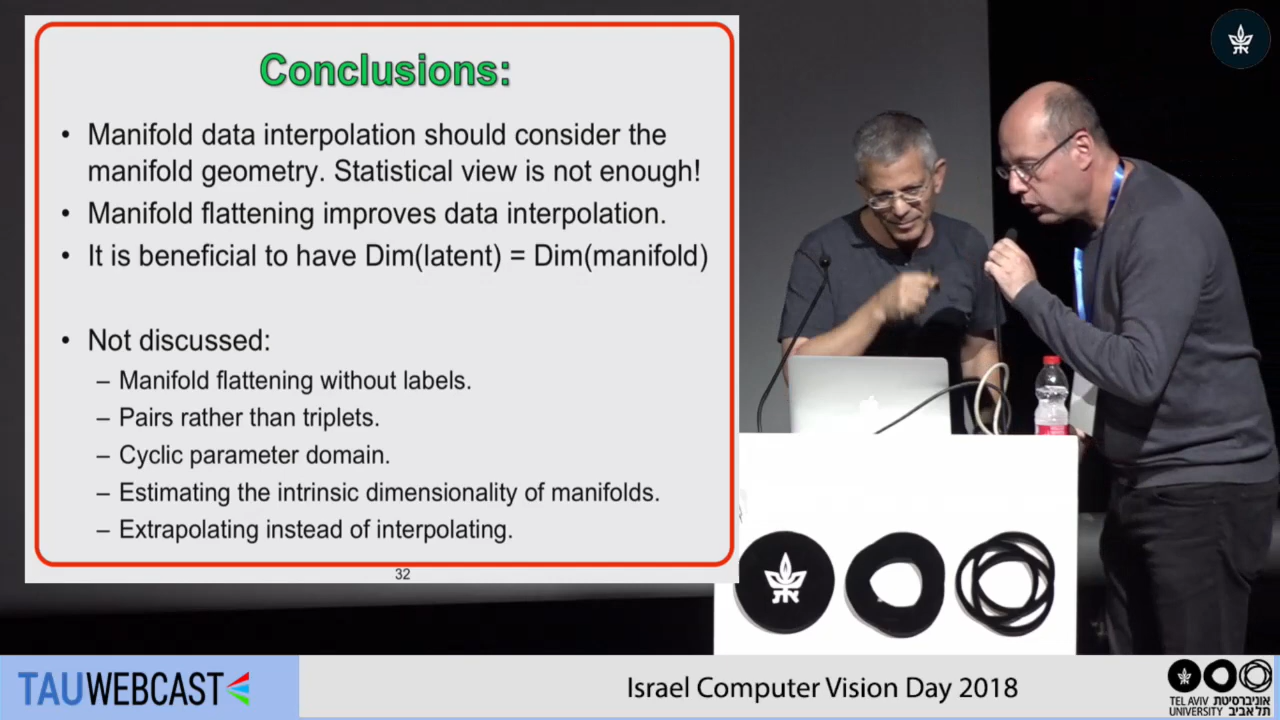 Conclusions:
• Manifold data interpolation should consider the
manifold geometry. Statistical view is not enough!
• Manifold flattening improves data interpolation.
• It is beneficial to have Dim(latent) = Dim(manifold)
• Not discussed:
– Manifold flattening without labels.
– Pairs rather than triplets.
– Cyclic parameter domain.
– Estimating the intrinsic dimensionality of manifolds.
– Extrapolating instead of interpolating.
32
TAUWEBCAST
Israel Computer Vision Day 2018
TEL AVIV אוניברסיטת
UNIVERSITY תל אביב